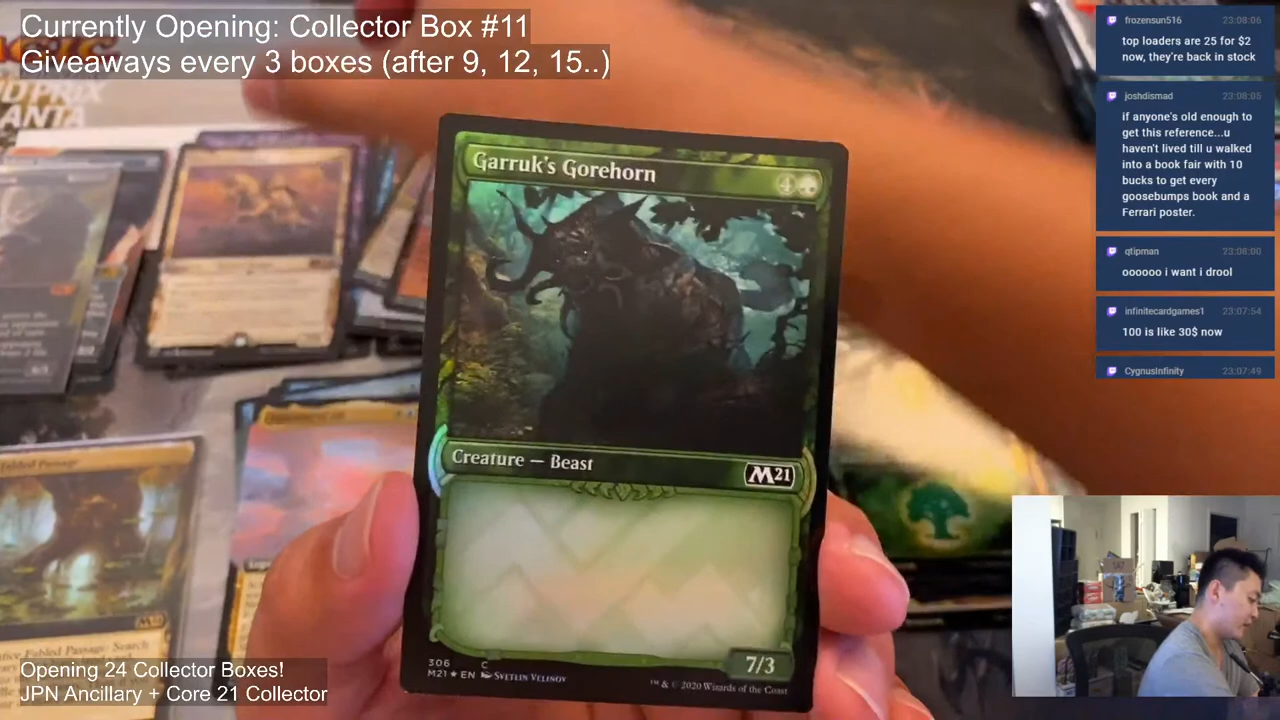 Currently Opening: Collector Box #11
Giveaways every 3 boxes (after 9, 12, 15..)
ANTA
Garruk's Gorehorn
4
Creature — Beast
M21
7/3
306 C
M21 ★ EN Svetlin Velinov
™ & © 2020 Wizards of the Coast
Fabled Passage
Fabled Passage: Search
Opening 24 Collector Boxes!
JPN Ancillary + Core 21 Collector
frozensun516 23:08:06
top loaders are 25 for $2
now, they're back in stock
joshdismad 23:08:05
if anyone's old enough to
get this reference...u
haven't lived till u walked
into a book fair with 10
bucks to get every
goosebumps book and a
Ferrari poster.
qtipman 23:08:00
oooooo i want i drool
infinitecardgames1 23:07:54
100 is like 30$ now
CygnusInfinity 23:07:49